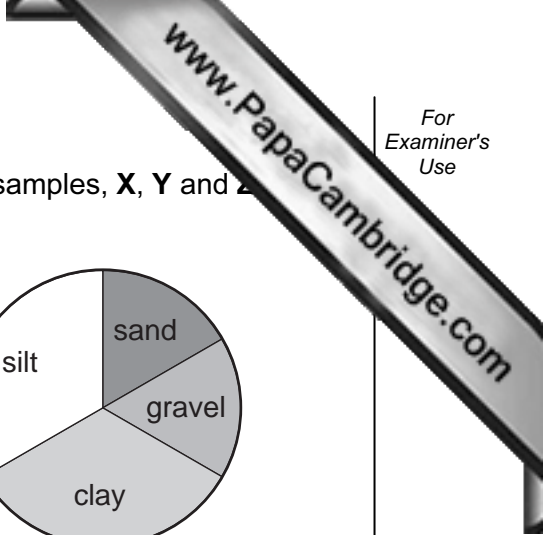 www.PapaCambridge.com
For
Examiner's
Use
samples, X, Y and
sand
silt
gravel
clay